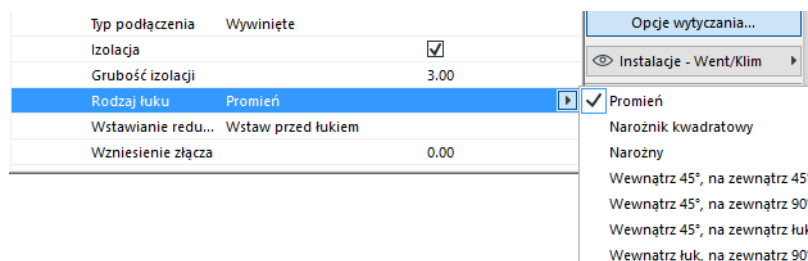 Typ podłączenia Wywinięte
Opcje wytyczania...
Izolacja
Instalacje - Went/Klim
Grubość izolacji 3.00
Rodzaj łuku Promień
Promień
Wstawianie redu... Wstaw przed łukiem
Narożnik kwadratowy
Wzniesienie złącza 0.00
Narożny
Wewnątrz 45°, na zewnątrz 45°
Wewnątrz 45°, na zewnątrz 90°
Wewnątrz 45°, na zewnątrz łuk
Wewnątrz łuk, na zewnątrz 90°